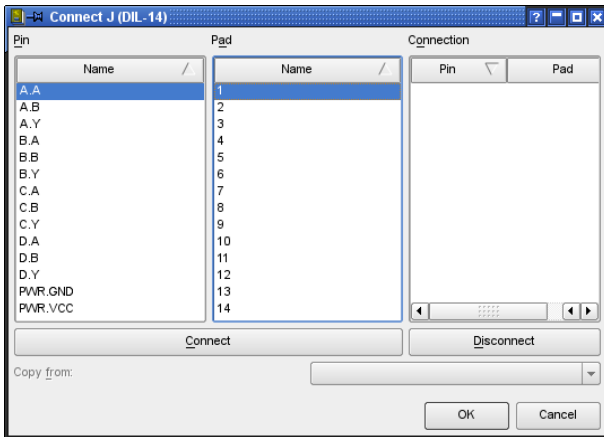 Connect J (DIL-14)
Pin
Pad
Connection
Name
Name
Pin
Pad
A.A
A.B
A.Y
B.A
B.B
B.Y
C.A
C.B
C.Y
D.A
D.B
D.Y
PWR.GND
PWR.VCC
1
2
3
4
5
6
7
8
9
10
11
12
13
14
Connect
Disconnect
Copy from:
OK
Cancel